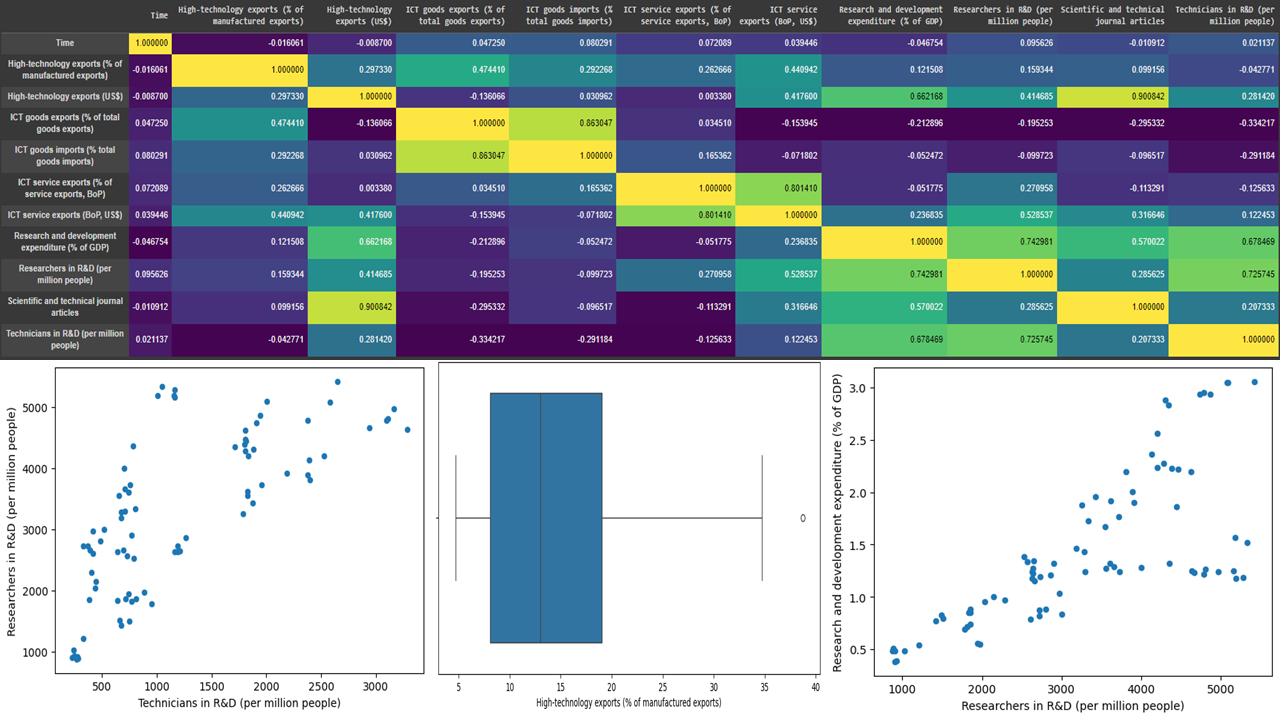 Time High-technology exports (% of manufactured exports) High-technology exports (US$) ICT goods exports (% of total goods exports) ICT goods imports (% total goods imports) ICT service exports (% of service exports, BoP) ICT service exports (BoP, US$) Research and development expenditure (% of GDP) Researchers in R&D (per million people) Scientific and technical journal articles Technicians in R&D (per million people)
Time 1.000000 -0.016061 -0.008700 0.047250 0.080291 0.072089 0.039446 -0.046754 0.095626 -0.010912 0.021137
High-technology exports (% of manufactured exports) -0.016061 1.000000 0.297330 0.474410 0.292268 0.262666 0.440942 0.121508 0.159344 0.099156 -0.042771
High-technology exports (US$) -0.008700 0.297330 1.000000 -0.136066 0.030962 0.003380 0.417600 0.662168 0.414685 0.900842 0.281420
ICT goods exports (% of total goods exports) 0.047250 0.474410 -0.136066 1.000000 0.863047 0.034510 -0.153945 -0.212896 -0.195253 -0.295332 -0.334217
ICT goods imports (% total goods imports) 0.080291 0.292268 0.030962 0.863047 1.000000 0.165362 -0.071802 -0.052472 -0.099723 -0.096517 -0.291184
ICT service exports (% of service exports, BoP) 0.072089 0.262666 0.003380 0.034510 0.165362 1.000000 0.801410 -0.051775 0.270958 -0.113291 -0.125633
ICT service exports (BoP, US$) 0.039446 0.440942 0.417600 -0.153945 -0.071802 0.801410 1.000000 0.236835 0.528537 0.316646 0.122453
Research and development expenditure (% of GDP) -0.046754 0.121508 0.662168 -0.212896 -0.052472 -0.051775 0.236835 1.000000 0.742981 0.570022 0.678469
Researchers in R&D (per million people) 0.095626 0.159344 0.414685 -0.195253 -0.099723 0.270958 0.528537 0.742981 1.000000 0.285625 0.725745
Scientific and technical journal articles -0.010912 0.099156 0.900842 -0.295332 -0.096517 -0.113291 0.316646 0.570022 0.285625 1.000000 0.207333
Technicians in R&D (per million people) 0.021137 -0.042771 0.281420 -0.334217 -0.291184 -0.125633 0.122453 0.678469 0.725745 0.207333 1.000000
Researchers in R&D (per million people)
5000
4000
3000
2000
1000
500 1000 1500 2000 2500 3000
Technicians in R&D (per million people)
5 10 15 20 25 30 35 40
High-technology exports (% of manufactured exports)
Research and development expenditure (% of GDP)
3.0
2.5
2.0
1.5
1.0
0.5
1000 2000 3000 4000 5000
Researchers in R&D (per million people)